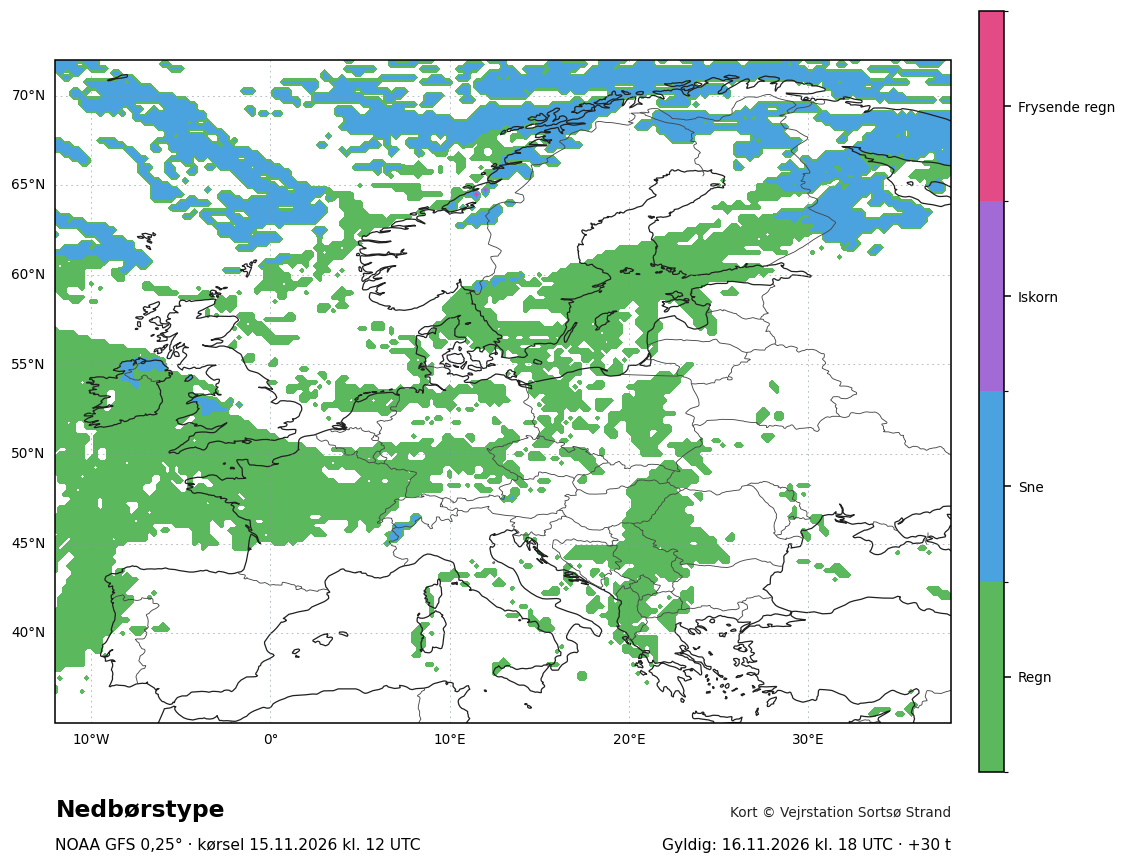 70°N
65°N
60°N
55°N
50°N
45°N
40°N
10°W
0°
10°E
20°E
30°E
Frysende regn
Iskorn
Sne
Regn
Nedbørstype
Kort © Vejrstation Sortsø Strand
NOAA GFS 0,25° · kørsel 15.11.2026 kl. 12 UTC
Gyldig: 16.11.2026 kl. 18 UTC · +30 t